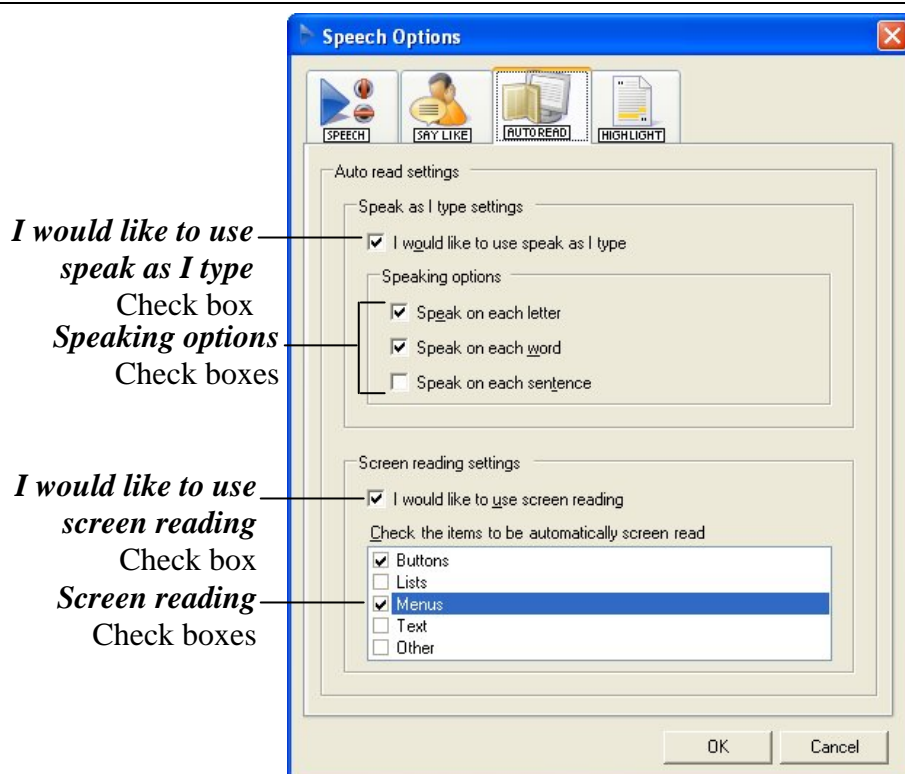 Speech Options
SPEECH
SAY LIKE
AUTOREAD
HIGHLIGHT
Auto read settings
Speak as I type settings
I would like to use
speak as I type
Check box
I would like to use speak as I type
Speaking options
Speaking options
Check boxes
Speak on each letter
Speak on each word
Speak on each sentence
Screen reading settings
I would like to use
screen reading
Check box
I would like to use screen reading
Check the items to be automatically screen read
Screen reading
Check boxes
Buttons
Lists
Menus
Text
Other
OK
Cancel